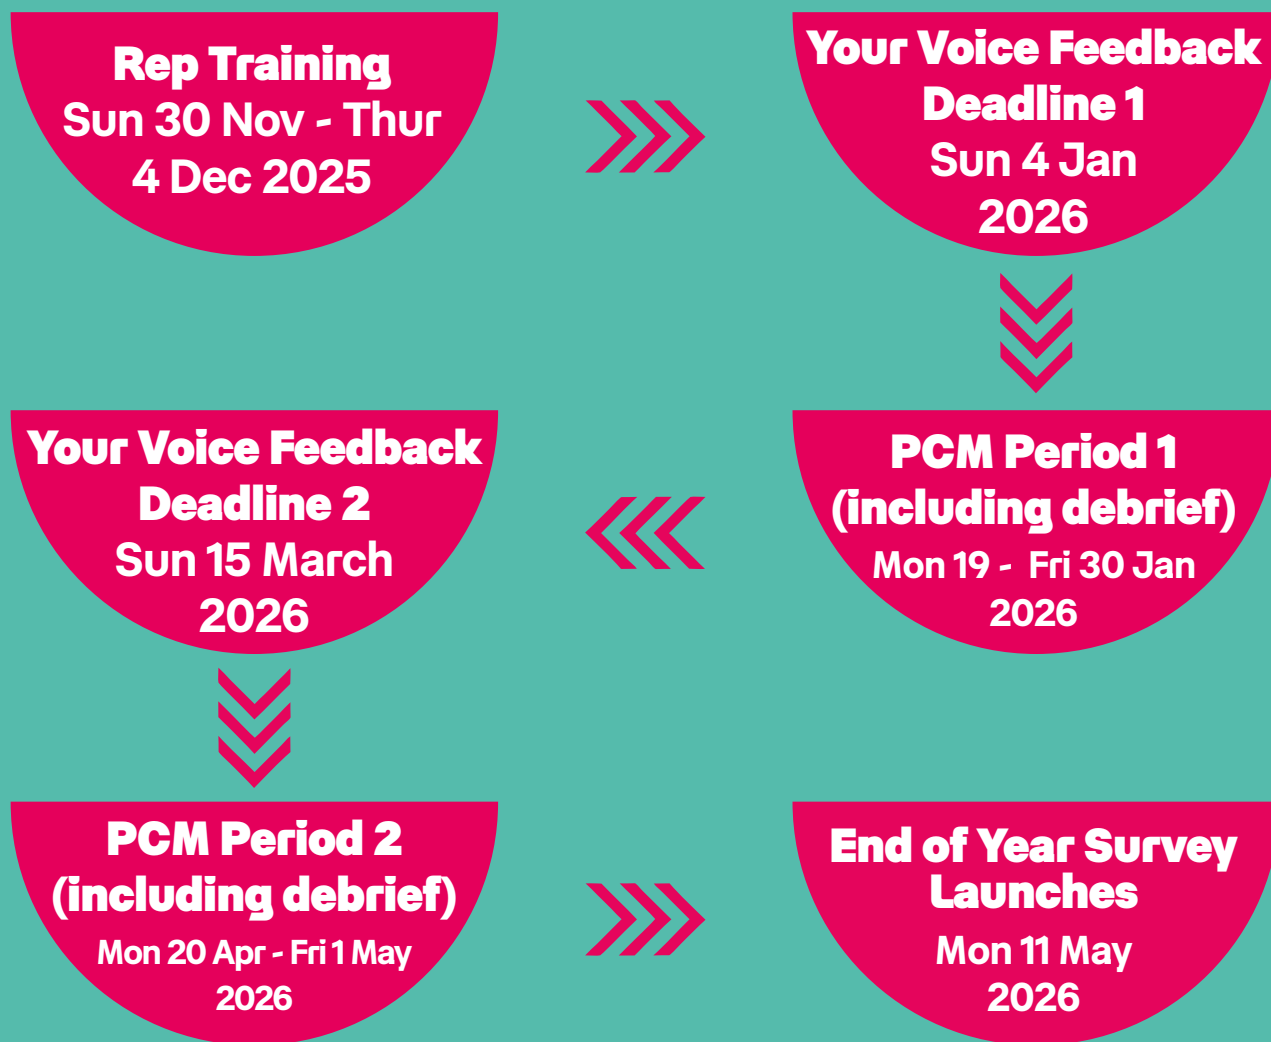 Rep Training
Sun 30 Nov - Thur
4 Dec 2025
Your Voice Feedback
Deadline 1
Sun 4 Jan
2026
PCM Period 1
(including debrief)
Mon 19 - Fri 30 Jan
2026
Your Voice Feedback
Deadline 2
Sun 15 March
2026
PCM Period 2
(including debrief)
Mon 20 Apr - Fri 1 May
2026
End of Year Survey
Launches
Mon 11 May
2026